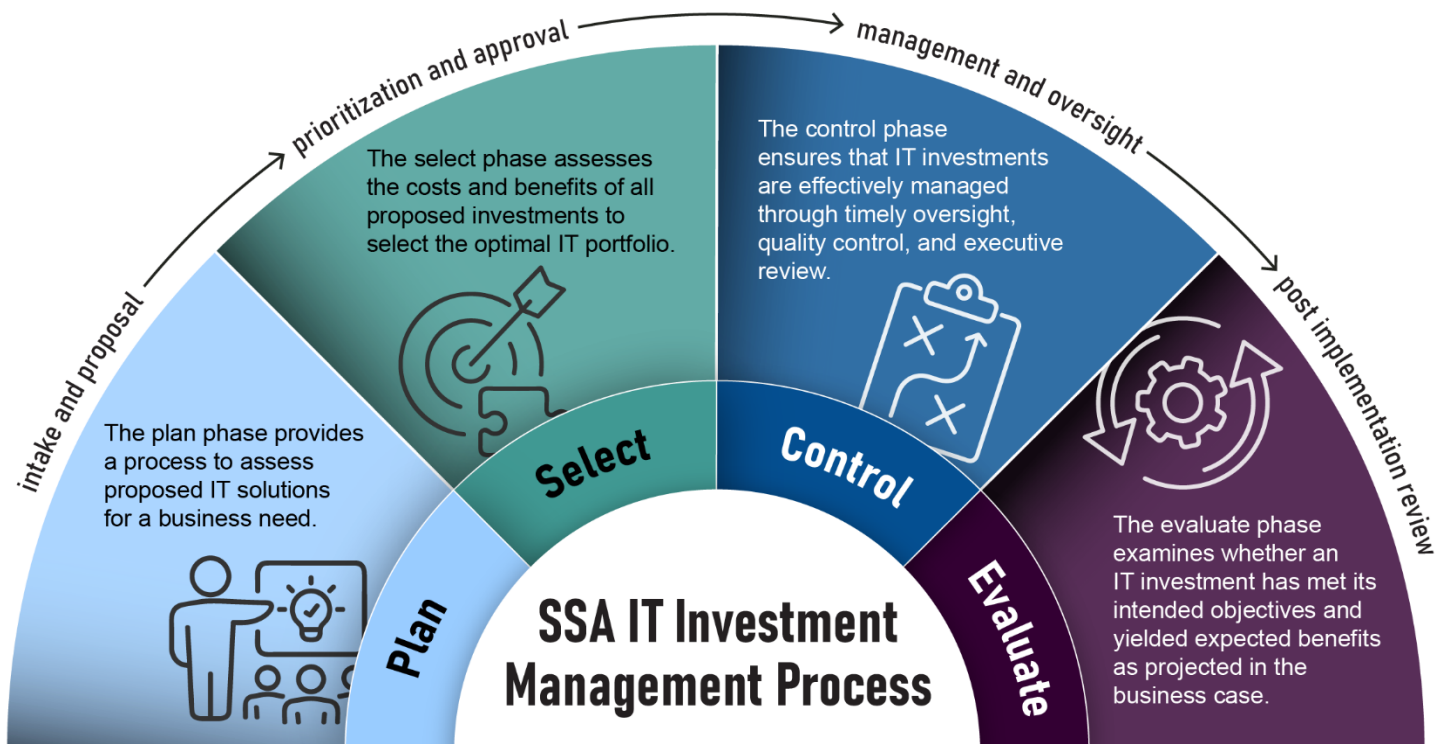 intake and proposal
prioritization and approval
management and oversight
post implementation review
The plan phase provides
a process to assess
proposed IT solutions
for a business need.
Plan
The select phase assesses
the costs and benefits of all
proposed investments to
select the optimal IT portfolio.
Select
The control phase
ensures that IT investments
are effectively managed
through timely oversight,
quality control, and executive
review.
Control
The evaluate phase
examines whether an
IT investment has met its
intended objectives and
yielded expected benefits
as projected in the
business case.
Evaluate
SSA IT Investment
Management Process